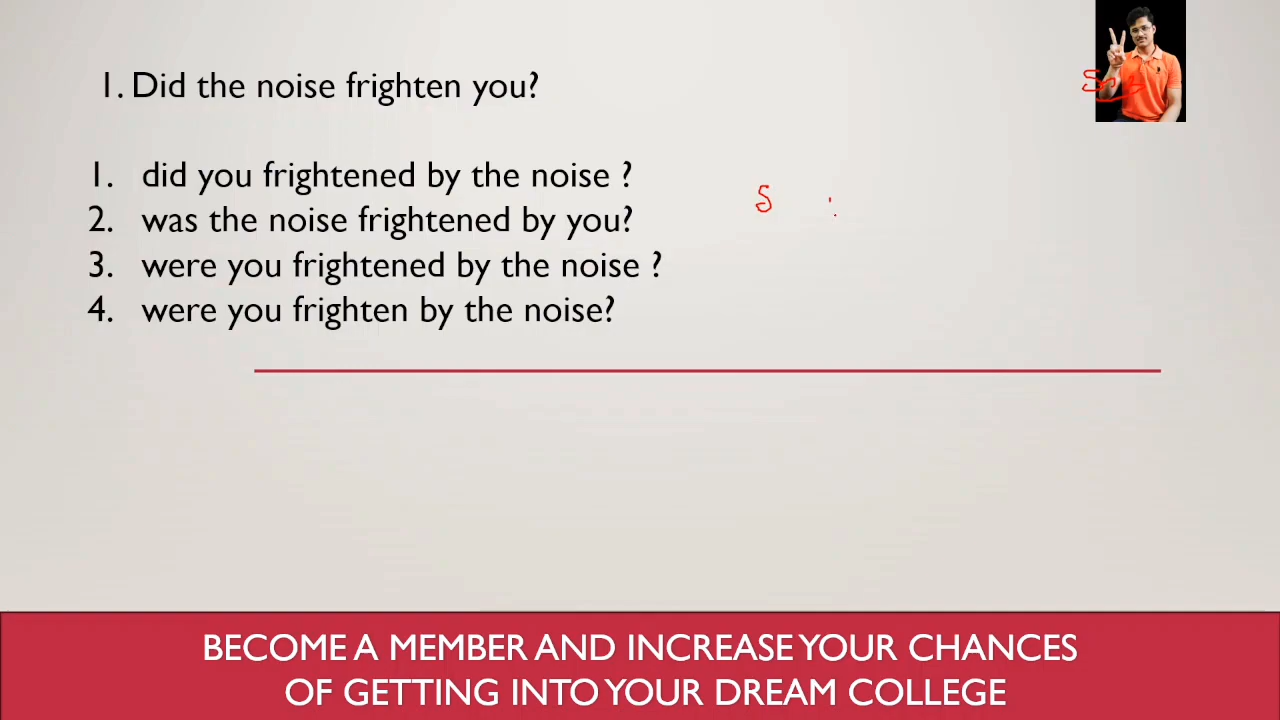 1. Did the noise frighten you?
1. did you frightened by the noise ?
2. was the noise frightened by you?
3. were you frightened by the noise ?
4. were you frighten by the noise?
S
BECOME A MEMBER AND INCREASE YOUR CHANCES
OF GETTING INTO YOUR DREAM COLLEGE